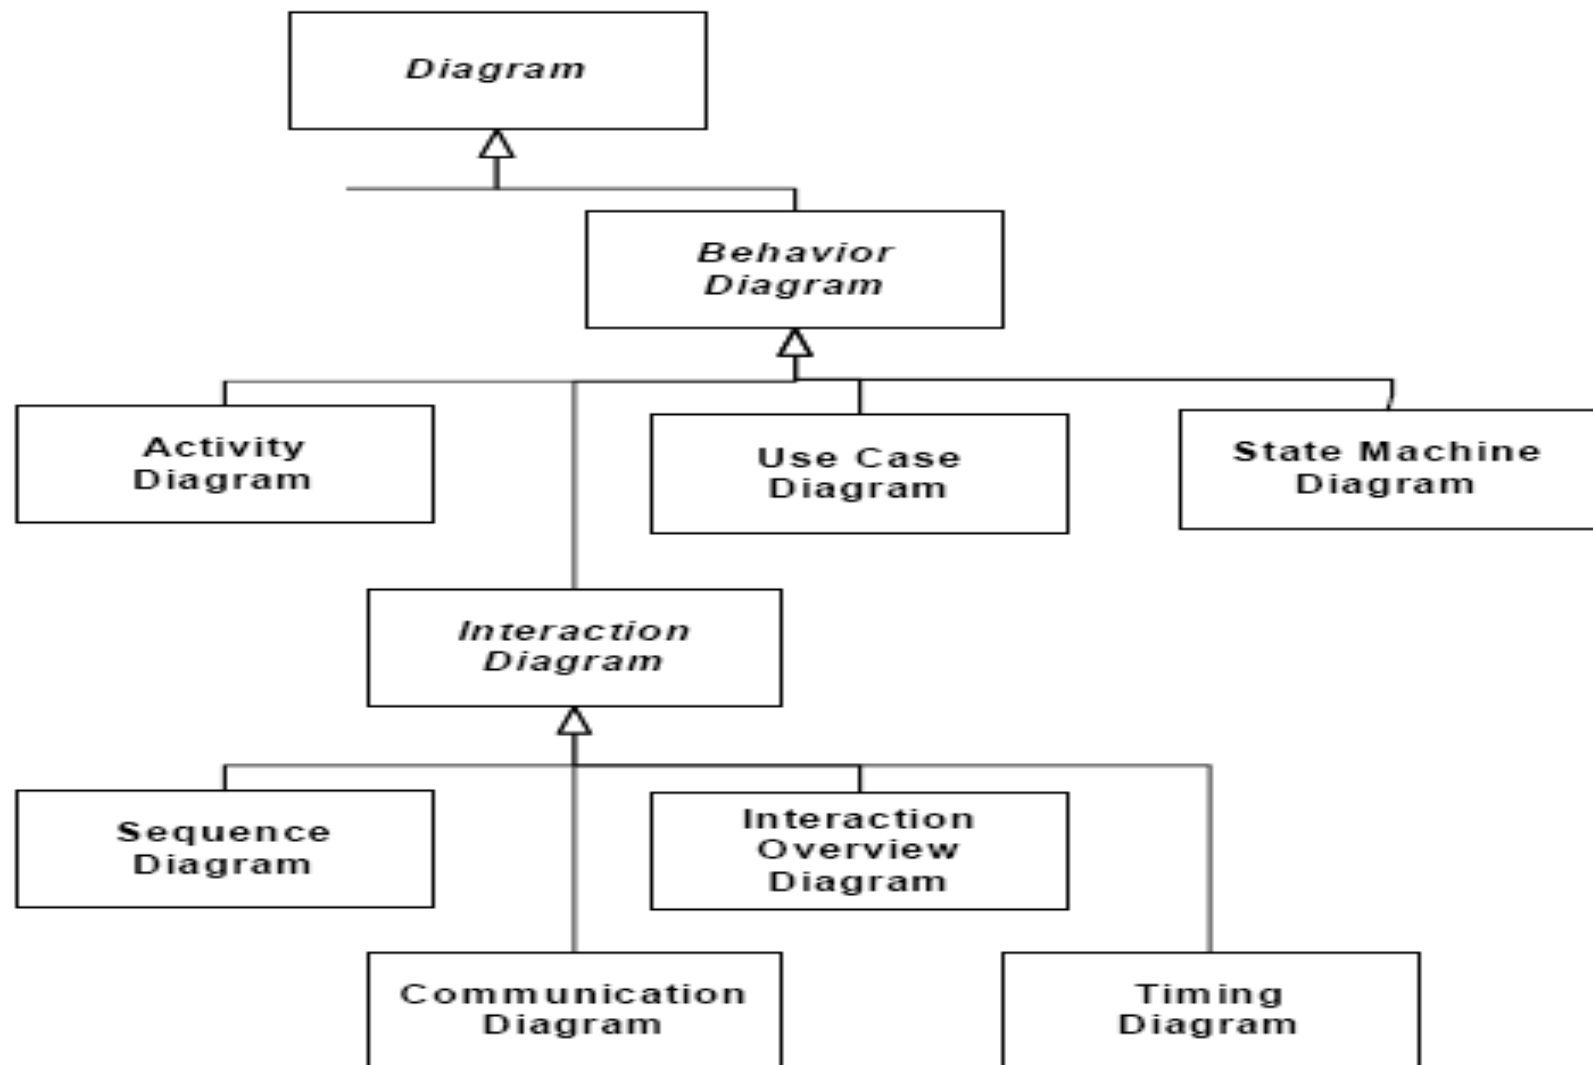 Diagram
Behavior
Diagram
Activity
Diagram
Use Case
Diagram
State Machine
Diagram
Interaction
Diagram
Sequence
Diagram
Interaction
Overview
Diagram
Communication
Diagram
Timing
Diagram